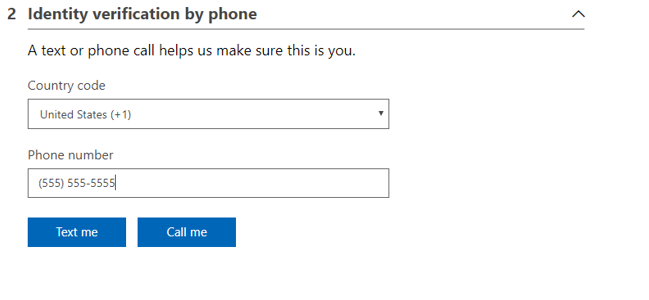 2 Identity verification by phone
A text or phone call helps us make sure this is you.
Country code
United States (+1)
Phone number
(555) 555-5555
Text me Call me